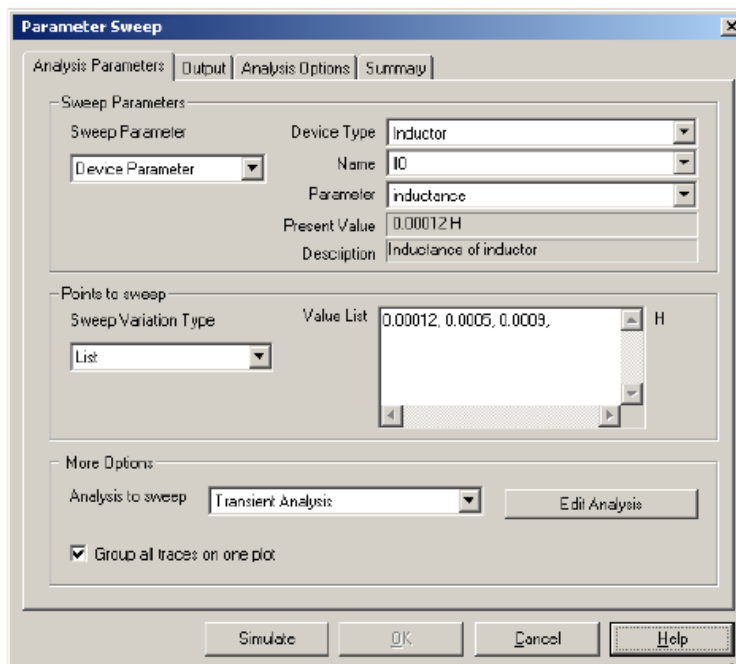 Parameter Sweep
Analysis Parameters Output Analysis Options Summary
Sweep Parameters
Sweep Parameter
Device Parameter
Device Type Inductor
Name
Parameter inductance
Present Value 0.00012 H
Description Inductance of inductor
Points to sweep
Sweep Variation Type
List
Value List 0.00012, 0.0005, 0.0009, H
More Options
Analysis to sweep Transient Analysis Edit Analysis
Group all traces on one plot
Simulate OK Cancel Help